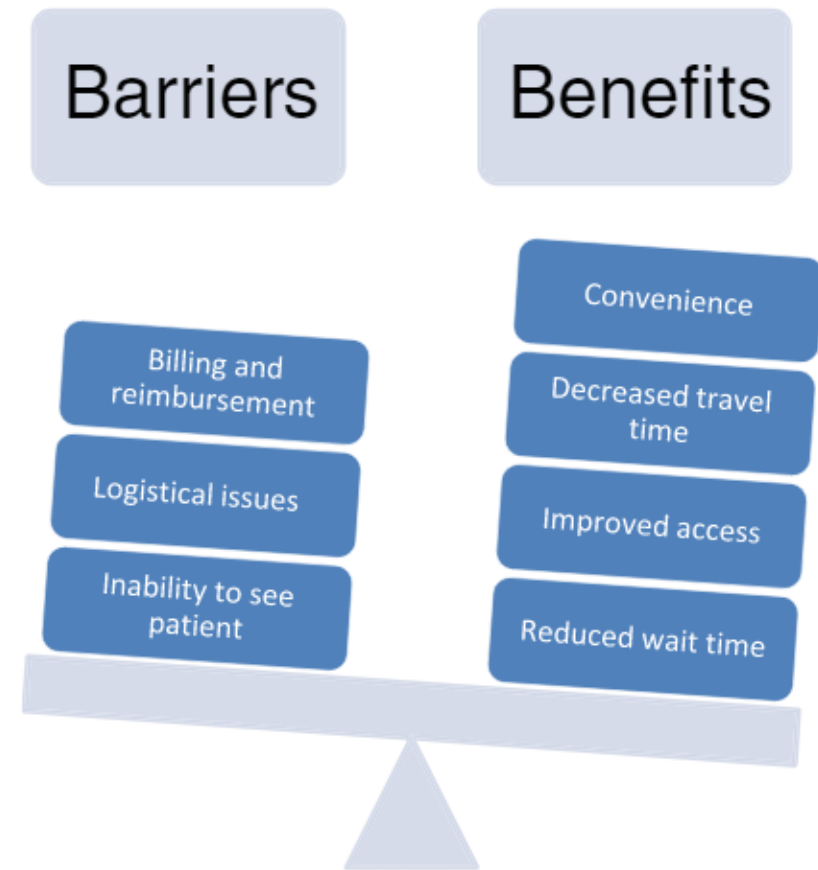 Barriers
Benefits
Billing and
reimbursement
Logistical issues
Inability to see
patient
Convenience
Decreased travel
time
Improved access
Reduced wait time